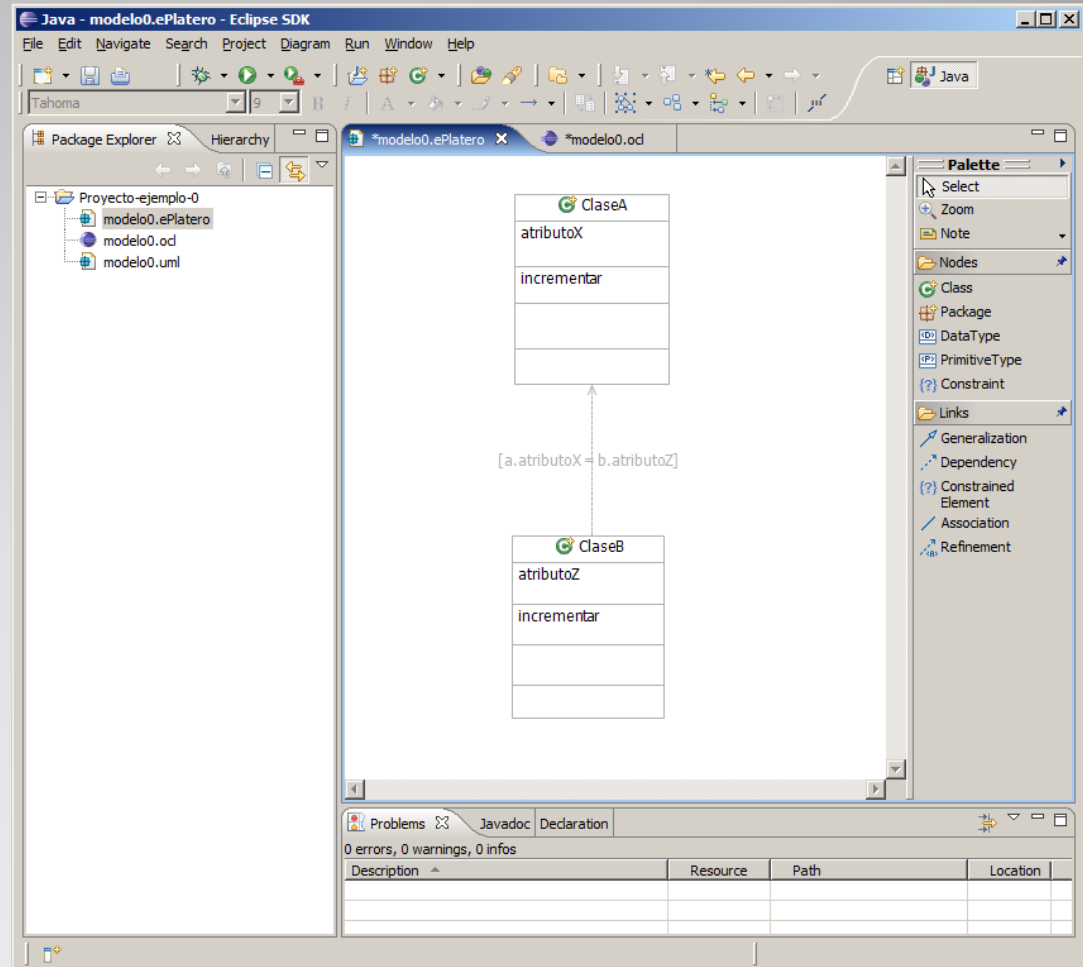 Java - modelo0.ePlatero - Eclipse SDK
File Edit Navigate Search Project Diagram Run Window Help
Java
Tahoma 9 B I A
Package Explorer Hierarchy
*modelo0.ePlatero *modelo0.ocl
Proyecto-ejemplo-0
modelo0.ePlatero
modelo0.ocl
modelo0.uml
ClaseA
atributoX
incrementar
[a.atributoX = b.atributoZ]
ClaseB
atributoZ
incrementar
Palette
Select
Zoom
Note
Nodes
Class
Package
DataType
PrimitiveType
{?} Constraint
Links
Generalization
Dependency
{?} Constrained
Element
Association
Refinement
Problems Javadoc Declaration
0 errors, 0 warnings, 0 infos
Description Resource Path Location